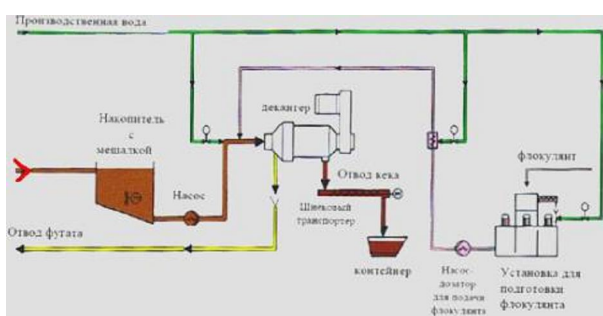 Производственная вода
Накопитель
с
мешалкой
декантер
Насос
Отвод кека
флокулянт
Шнековый
транспортер
Отвод фугата
контейнер
Насос-
дозатор
для подачи
флокулянта
Установка для
подготовки
флокулянта